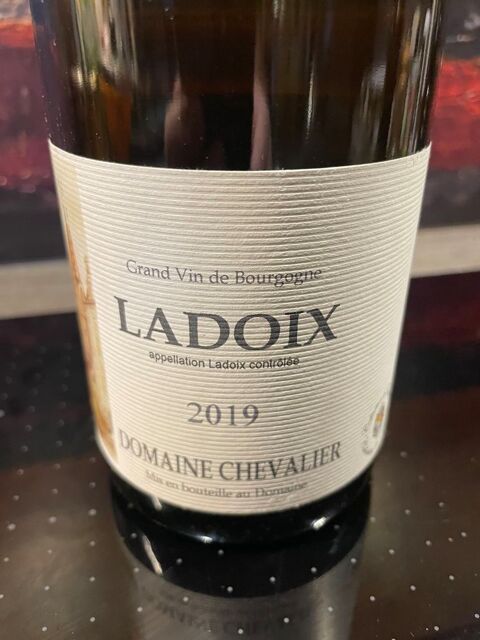 Grand Vin de Bourgogne
LADOIX
appellation Ladoix contrôlée
2019
DOMAINE CHEVALIER
Mis en bouteille au Domaine